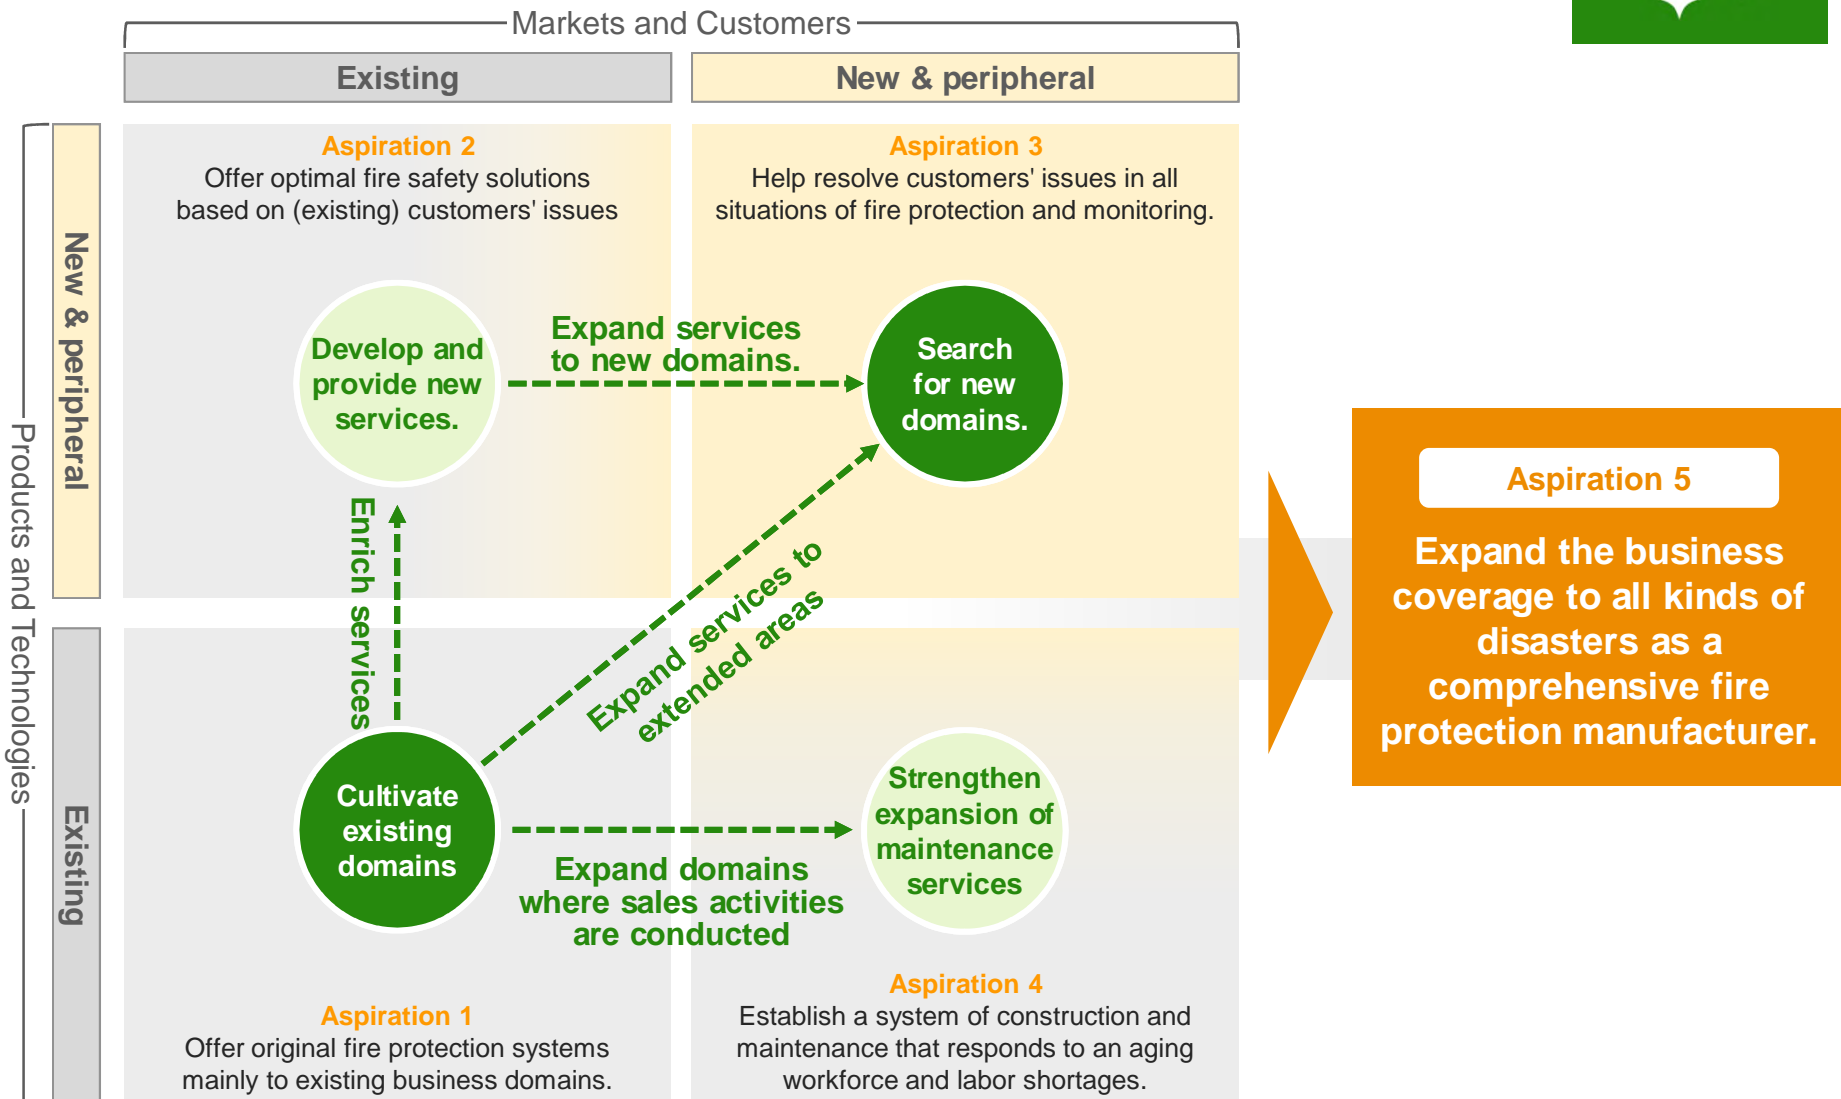 Markets and Customers
Existing
New & peripheral
Products and Technologies
New & peripheral
Existing
Aspiration 2
Offer optimal fire safety solutions
based on (existing) customers' issues
Aspiration 3
Help resolve customers' issues in all
situations of fire protection and monitoring.
Develop and
provide new
services.
Expand services
to new domains.
Search
for new
domains.
Enrich services
Expand services to
extended areas
Cultivate
existing
domains
Expand domains
where sales activities
are conducted
Strengthen
expansion of
maintenance
services
Aspiration 1
Offer original fire protection systems
mainly to existing business domains.
Aspiration 4
Establish a system of construction and
maintenance that responds to an aging
workforce and labor shortages.
Aspiration 5
Expand the business
coverage to all kinds of
disasters as a
comprehensive fire
protection manufacturer.